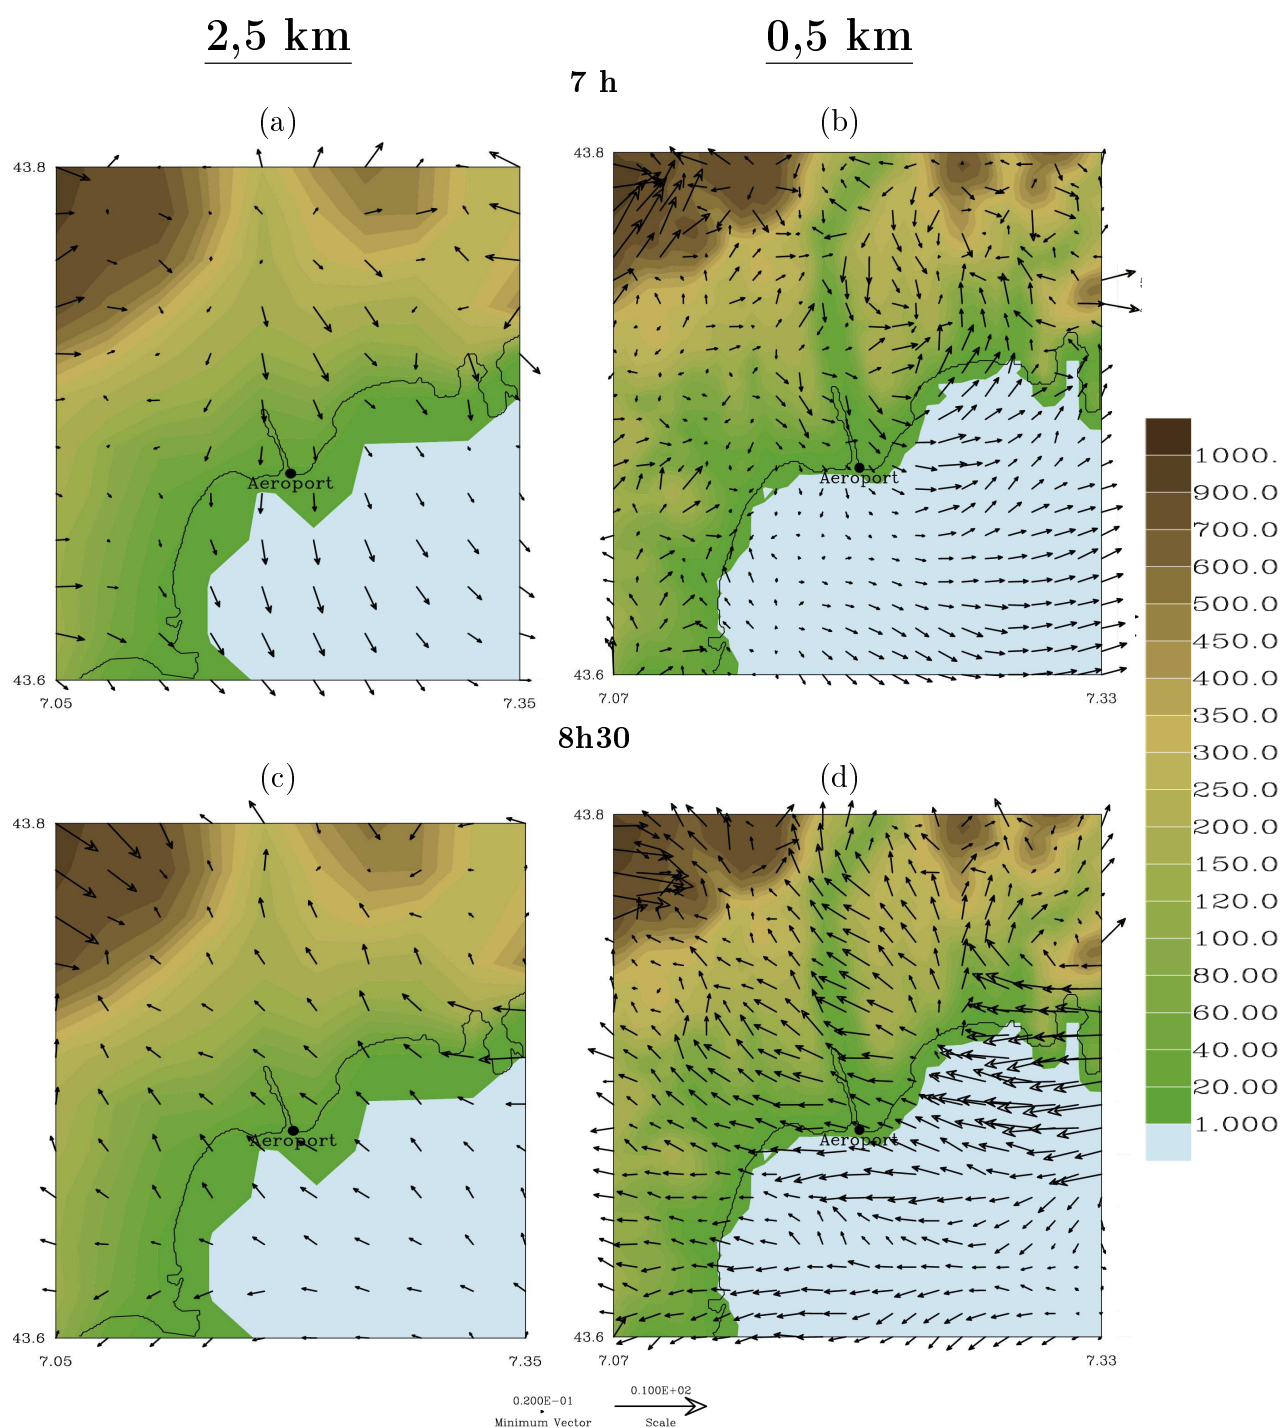 2,5 km 0,5 km
7 h
(a) (b)
43.8 43.8
Aeroport Aeroport
43.6 43.6
7.05 7.35 7.07 7.33
8h30
(c) (d)
43.8 43.8
Aeroport Aeroport
43.6 43.6
7.05 7.35 7.07 7.33
1000.
900.0
700.0
600.0
500.0
450.0
400.0
350.0
300.0
250.0
200.0
150.0
120.0
100.0
80.00
60.00
40.00
20.00
1.000
0.200E-01 0.100E+02
Minimum Vector Scale